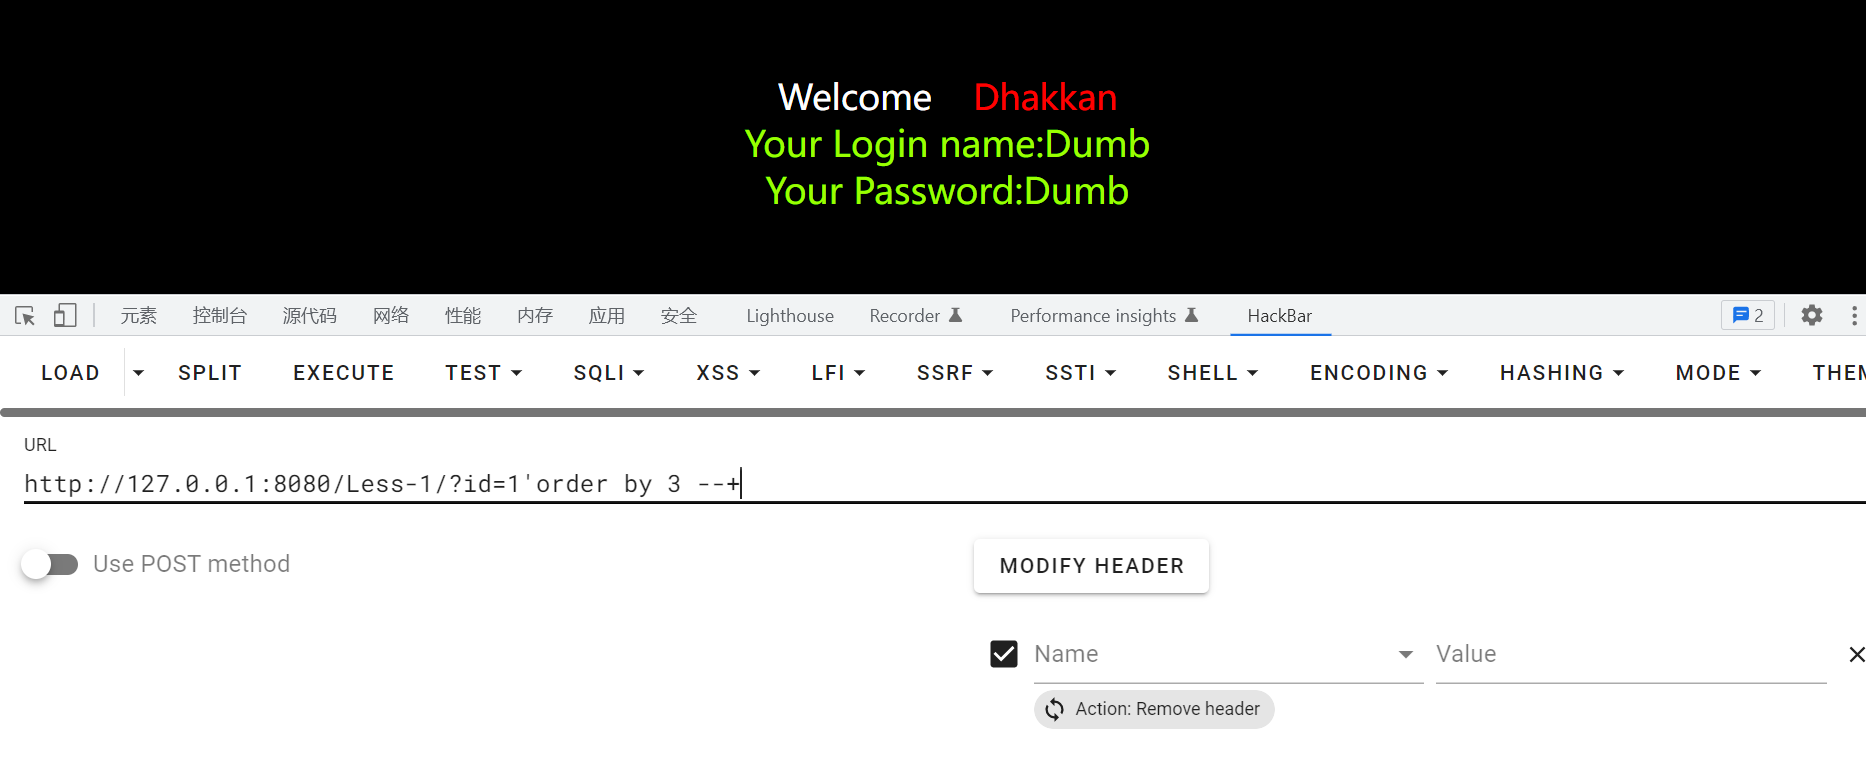 Welcome Dhakkan
Your Login name:Dumb
Your Password:Dumb
元素 控制台 源代码 网络 性能 内存 应用 安全 Lighthouse Recorder Performance insights HackBar 2
LOAD SPLIT EXECUTE TEST SQLI XSS LFI SSRF SSTI SHELL ENCODING HASHING MODE THEM
URL
http://127.0.0.1:8080/Less-1/?id=1'order by 3 --+
Use POST method
MODIFY HEADER
Name Value
Action: Remove header